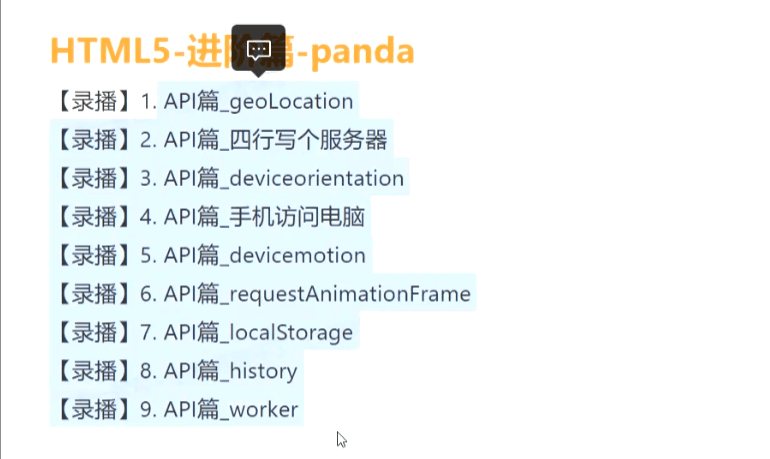 HTML5-进阶篇-panda
【录播】1. API篇_geoLocation
【录播】2. API篇_四行写个服务器
【录播】3. API篇_deviceorientation
【录播】4. API篇_手机访问电脑
【录播】5. API篇_devicemotion
【录播】6. API篇_requestAnimationFrame
【录播】7. API篇_localStorage
【录播】8. API篇_history
【录播】9. API篇_worker